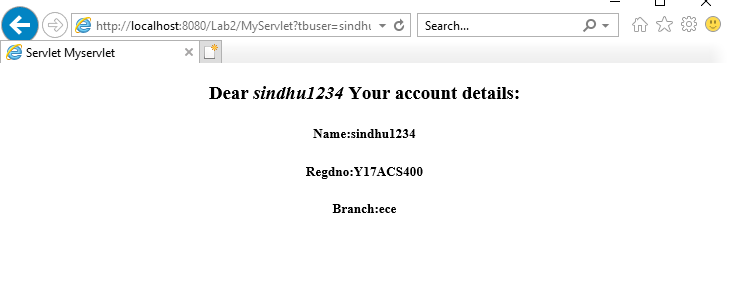 http://localhost:8080/Lab2/MyServlet?tbuser=sindhu
Search...
Servlet Myservlet
Dear sindhu1234 Your account details:
Name:sindhu1234
Regdno:Y17ACS400
Branch:ece